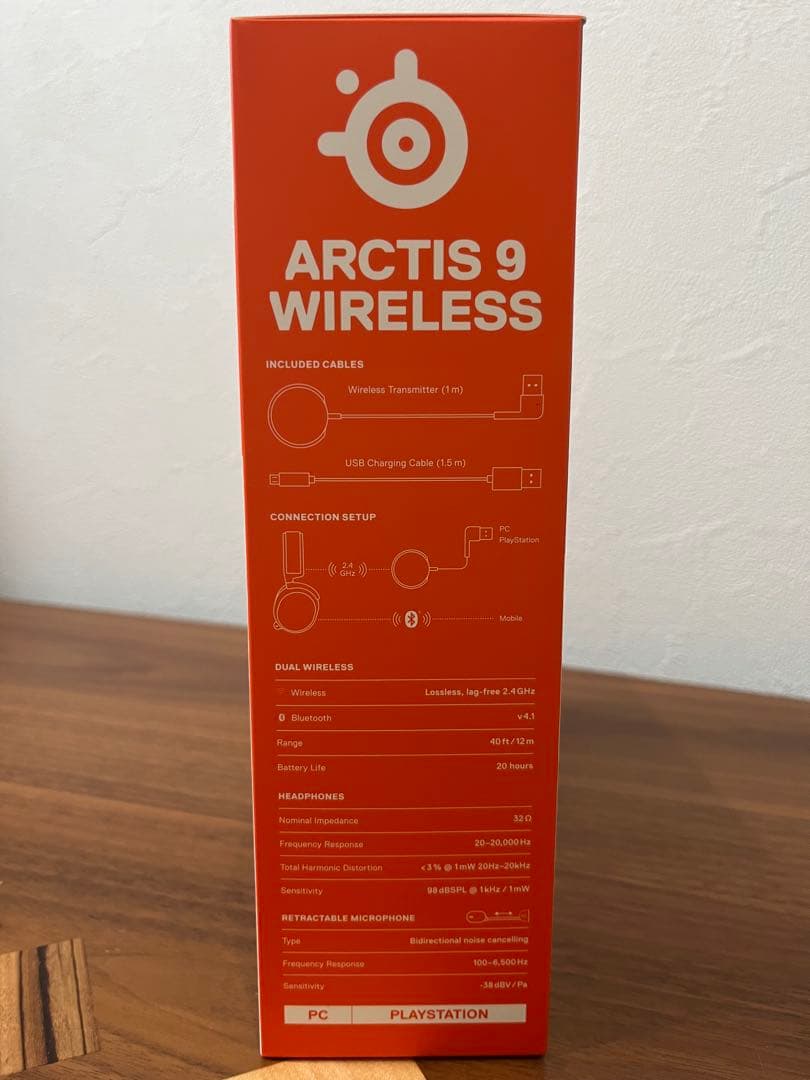 ARCTIS 9
WIRELESS
INCLUDED CABLES
Wireless Transmitter (1 m)
USB Charging Cable (1.5 m)
CONNECTION SETUP
PC
PlayStation
2.4
GHz
Mobile
DUAL WIRELESS
Wireless Lossless, lag-free 2.4GHz
Bluetooth v4.1
Range 40 ft / 12 m
Battery Life 20 hours
HEADPHONES
Nominal Impedance 32 Ω
Frequency Response 20–20,000 Hz
Total Harmonic Distortion <3 % @ 1 mW 20Hz–20kHz
Sensitivity 98 dBSPL @ 1 kHz / 1 mW
RETRACTABLE MICROPHONE
Type Bidirectional noise cancelling
Frequency Response 100–6,500 Hz
Sensitivity -38 dBV / Pa
PC PLAYSTATION